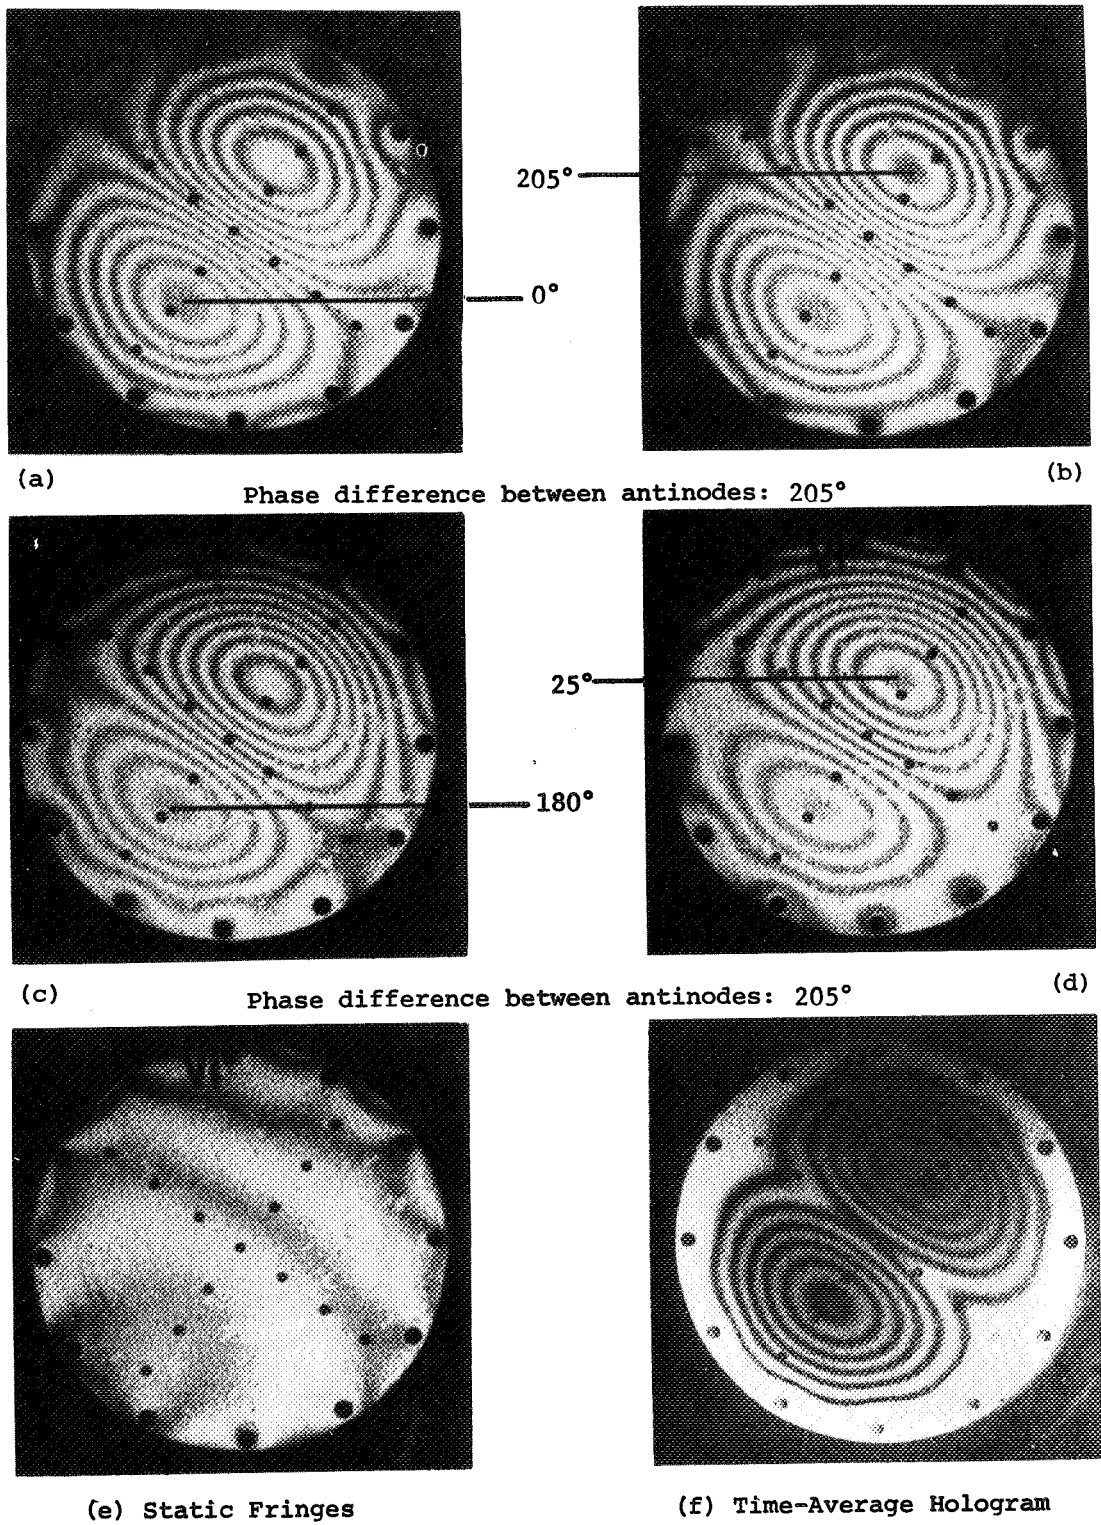 205°
0°
(a)
(b)
Phase difference between antinodes: 205°
25°
180°
(c)
(d)
Phase difference between antinodes: 205°
(e) Static Fringes
(f) Time-Average Hologram